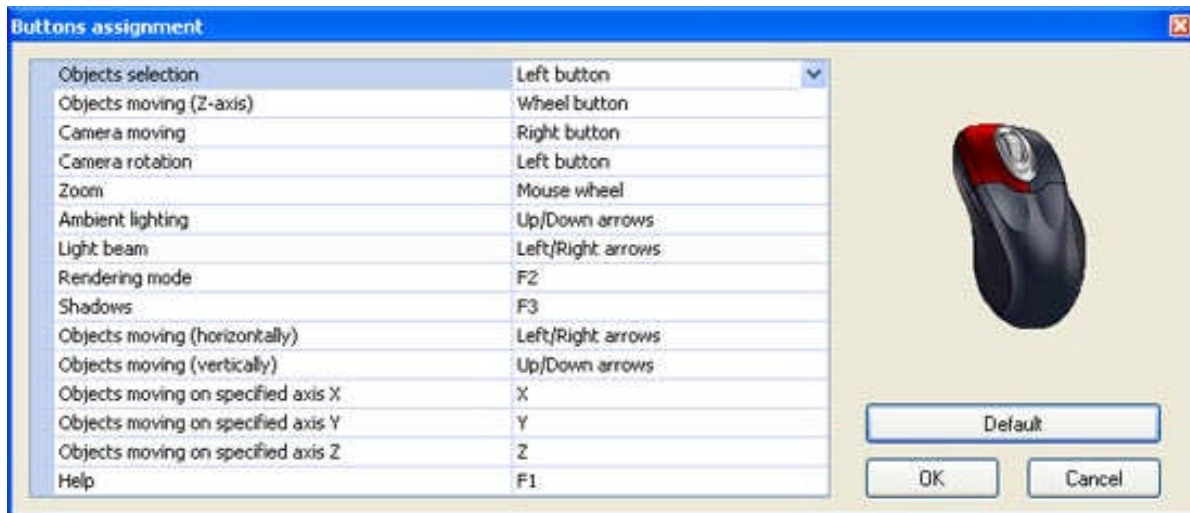 Buttons assignment
Objects selection Left button
Objects moving (Z-axis) Wheel button
Camera moving Right button
Camera rotation Left button
Zoom Mouse wheel
Ambient lighting Up/Down arrows
Light beam Left/Right arrows
Rendering mode F2
Shadows F3
Objects moving (horizontally) Left/Right arrows
Objects moving (vertically) Up/Down arrows
Objects moving on specified axis X X
Objects moving on specified axis Y Y
Objects moving on specified axis Z Z
Help F1
Default
OK Cancel